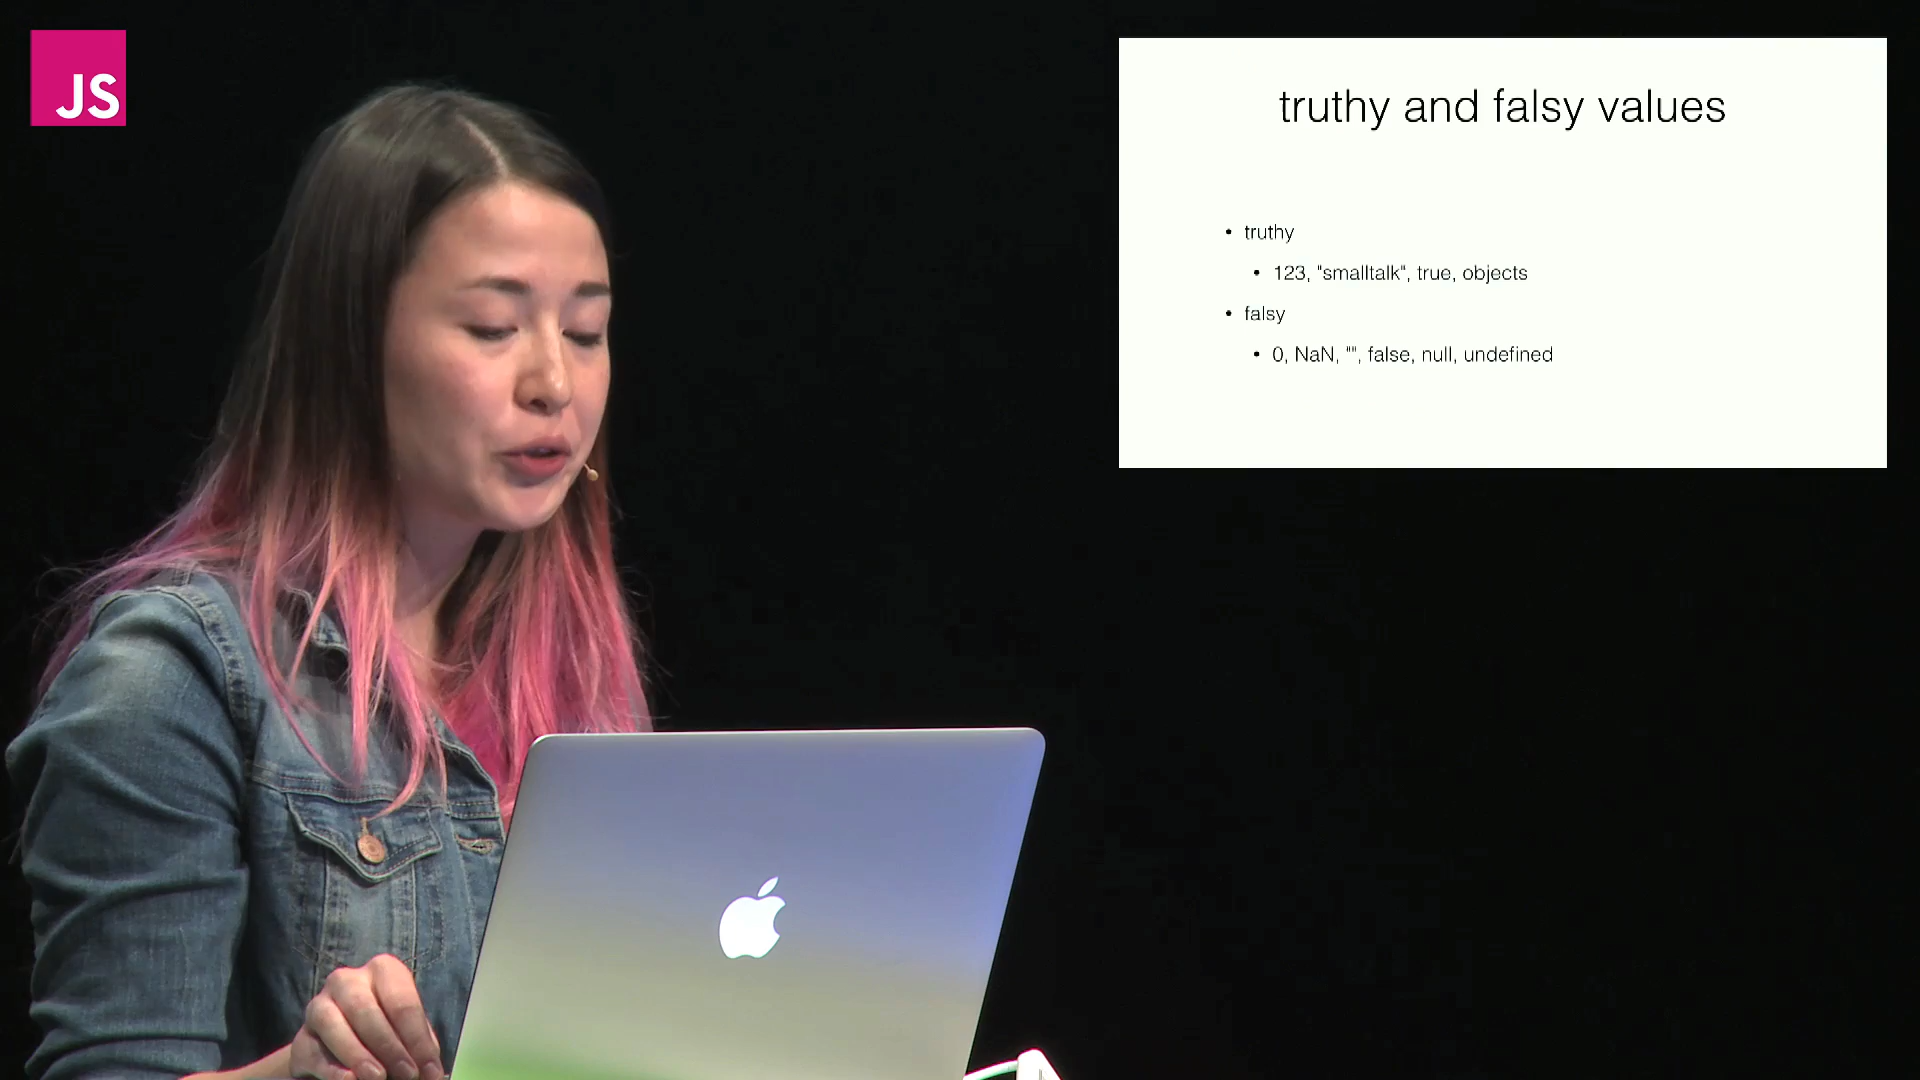 JS
truthy and falsy values
• truthy
• 123, "smalltalk", true, objects
• falsy
• 0, NaN, "", false, null, undefined